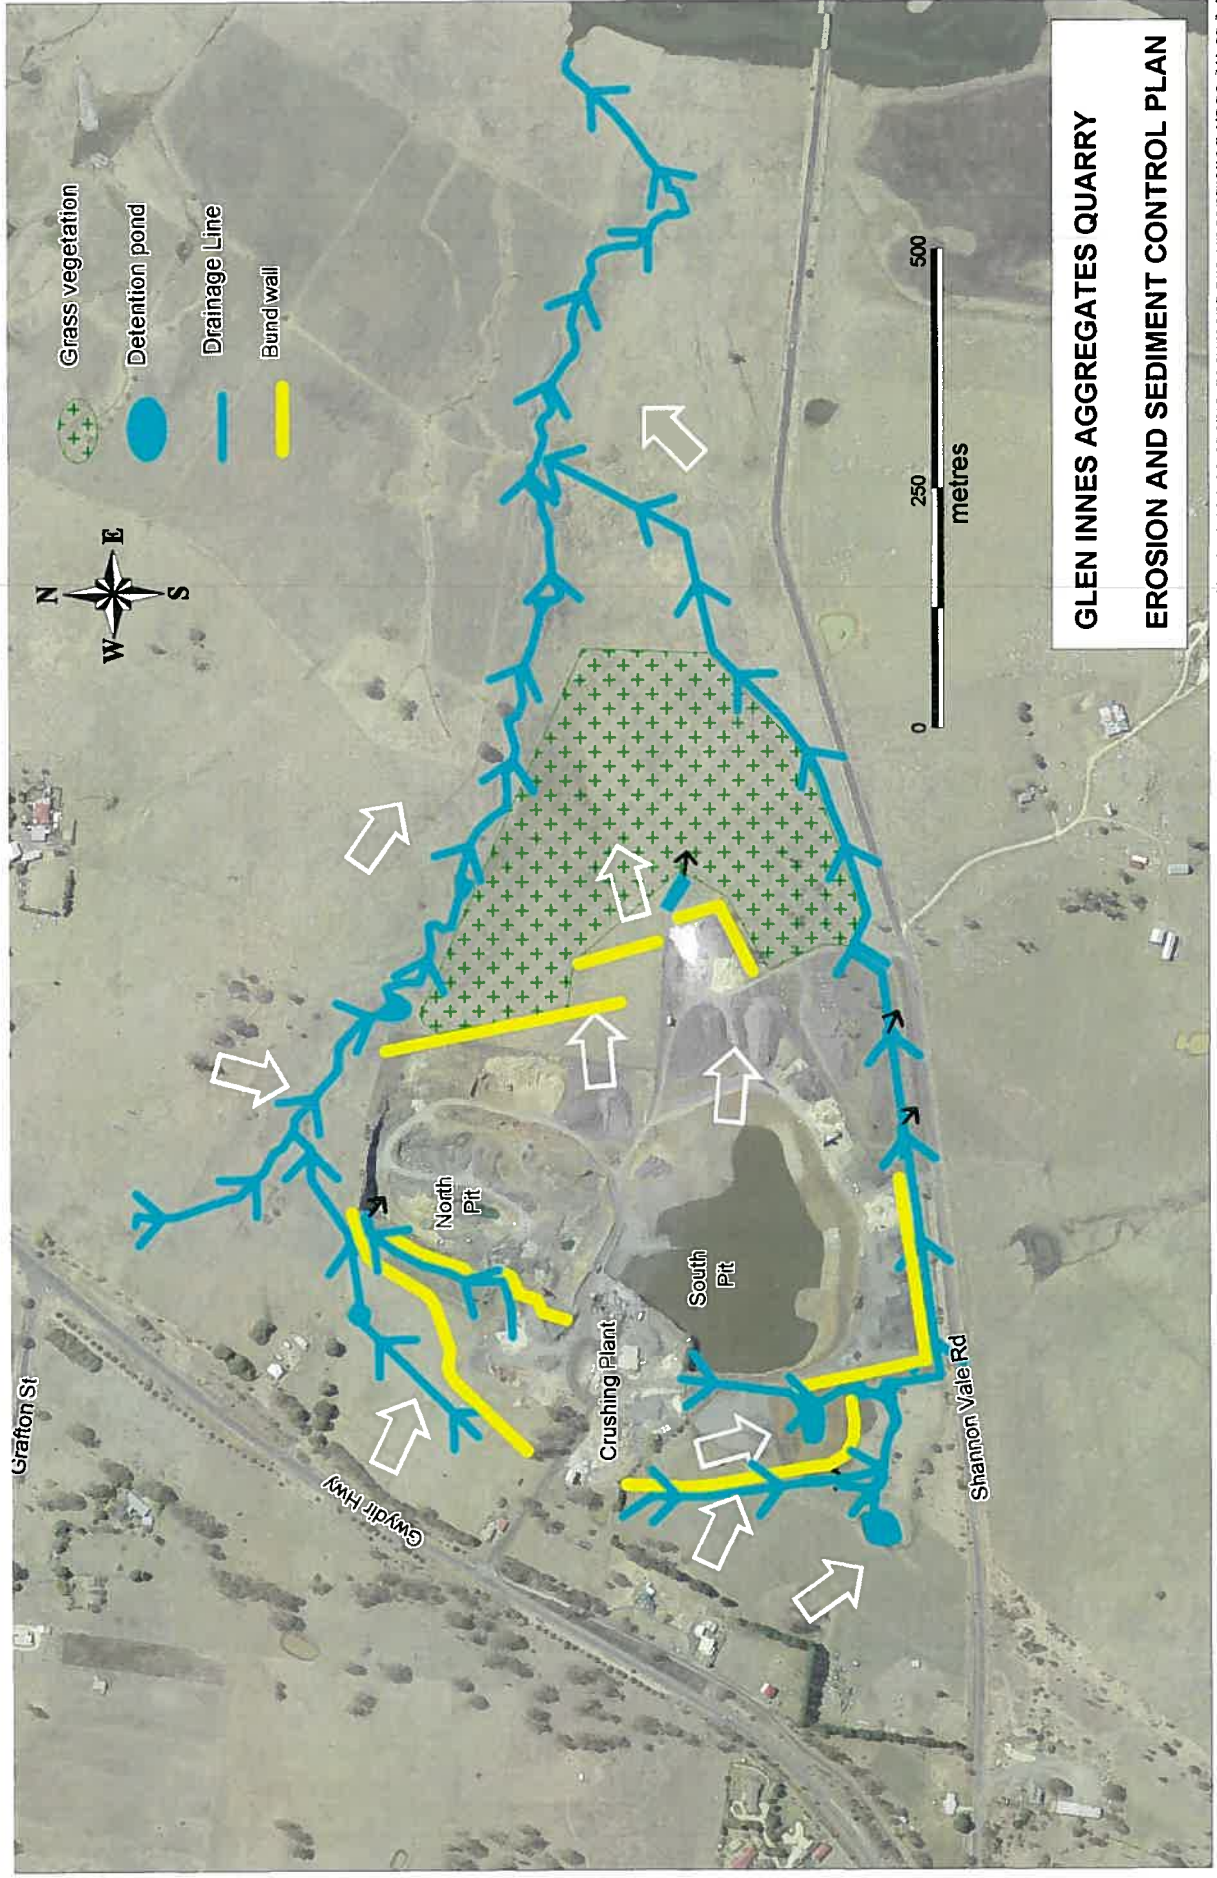 Grafton St
Gwydir Hwy
N
W
E
S
Grass vegetation
Detention pond
Drainage Line
Bund wall
North
Pit
Crushing Plant
South
Pit
Shannon Vale Rd
0
250
500
metres
GLEN INNES AGGREGATES QUARRY
EROSION AND SEDIMENT CONTROL PLAN